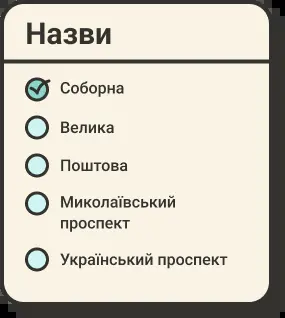 Назви
Соборна
Велика
Поштова
Миколаївський
проспект
Український проспект